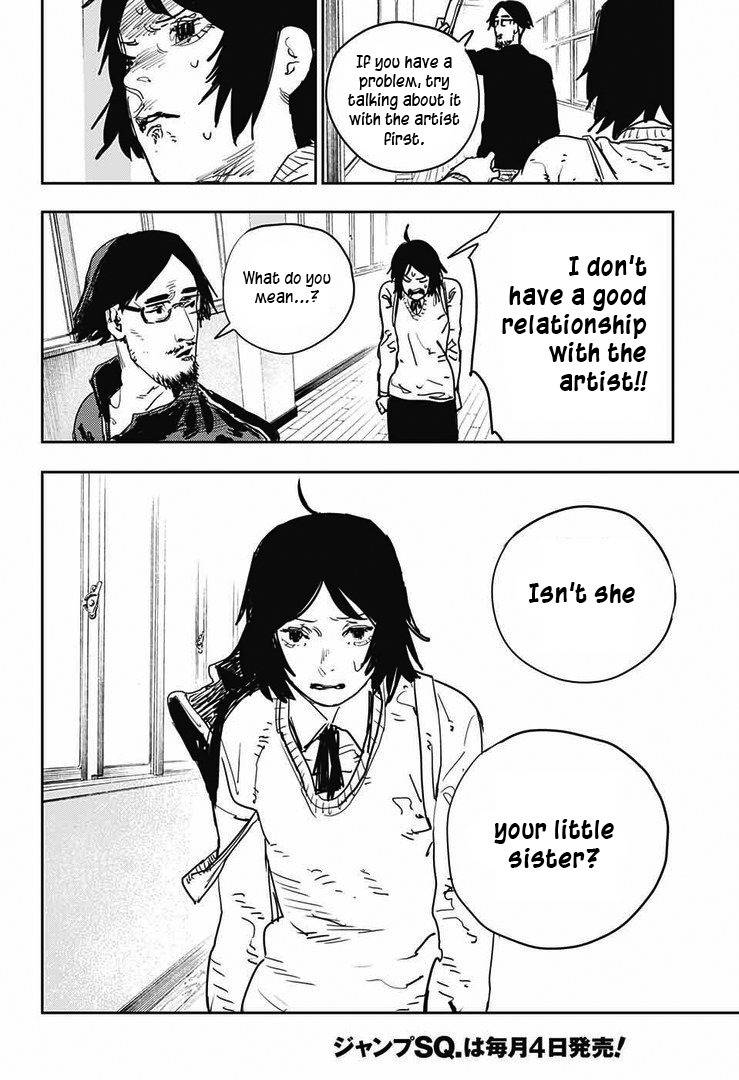 If you have a
problem, try
talking about it
with the artist
first.
I don't
have a good
relationship
with the
artist!!
What do you
mean...?
Isn't she
your little
sister?
ジャンプSQ.は毎月4日発売!